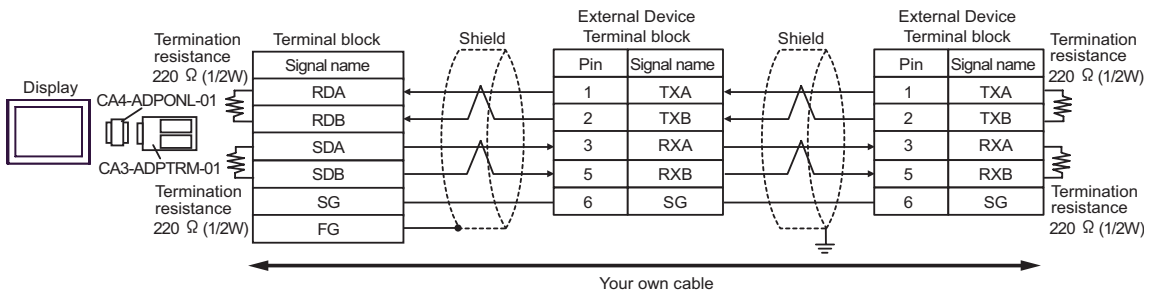 Display
CA4-ADPONL-01
CA3-ADPTRM-01
Termination
resistance
220 Ω (1/2W)
Termination
resistance
220 Ω (1/2W)
Terminal block
Signal name
RDA
RDB
SDA
SDB
SG
FG
Shield
External Device
Terminal block
Pin Signal name
1 TXA
2 TXB
3 RXA
5 RXB
6 SG
Shield
External Device
Terminal block
Pin Signal name
1 TXA
2 TXB
3 RXA
5 RXB
6 SG
Termination
resistance
220 Ω (1/2W)
Termination
resistance
220 Ω (1/2W)
Your own cable